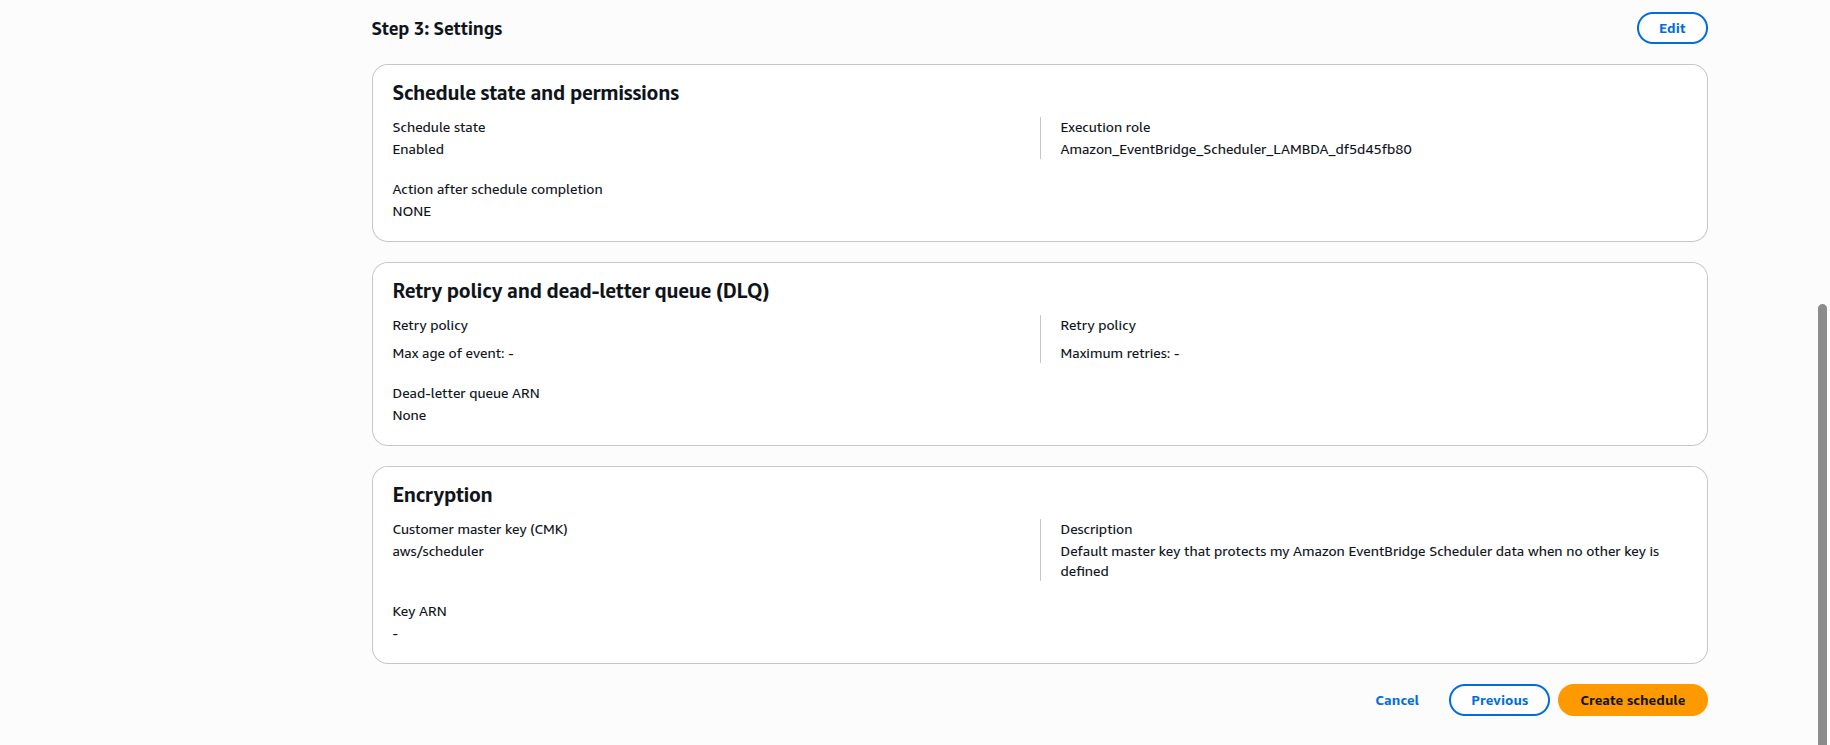 Step 3: Settings
Edit
Schedule state and permissions
Schedule state
Enabled
Execution role
Amazon_EventBridge_Scheduler_LAMBDA_df5d45fb80
Action after schedule completion
NONE
Retry policy and dead-letter queue (DLQ)
Retry policy
Max age of event: -
Retry policy
Maximum retries: -
Dead-letter queue ARN
None
Encryption
Customer master key (CMK)
aws/scheduler
Description
Default master key that protects my Amazon EventBridge Scheduler data when no other key is
defined
Key ARN
-
Cancel
Previous
Create schedule